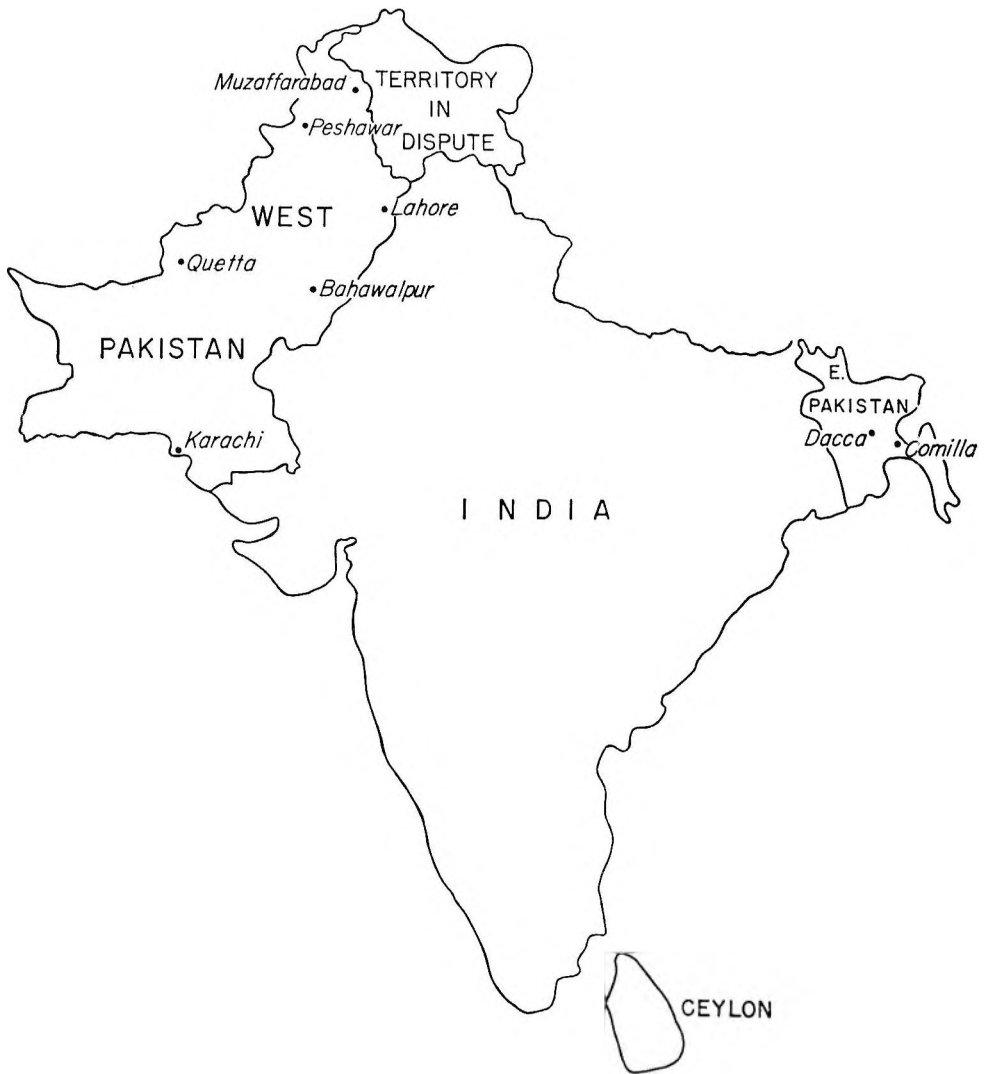 Muzaffarabad
TERRITORY
IN
DISPUTE
Peshawar
WEST
Lahore
Quetta
Bahawalpur
PAKISTAN
E.
PAKISTAN
Karachi
Dacca
Comilla
I N D I A
CEYLON